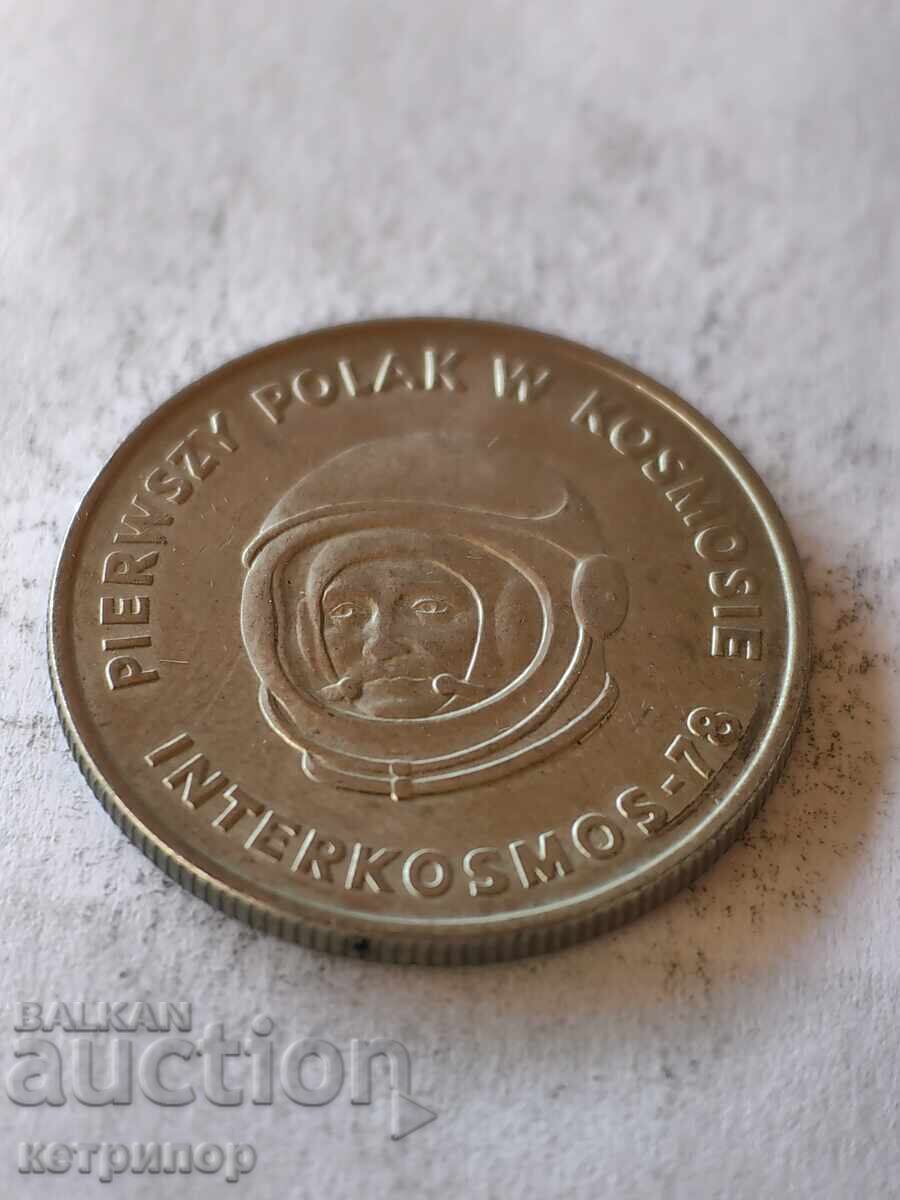 PIERWSZY POLAK W KOSMOSIE
INTERKOSMOS-78
BALKAN
auction
кетрипор